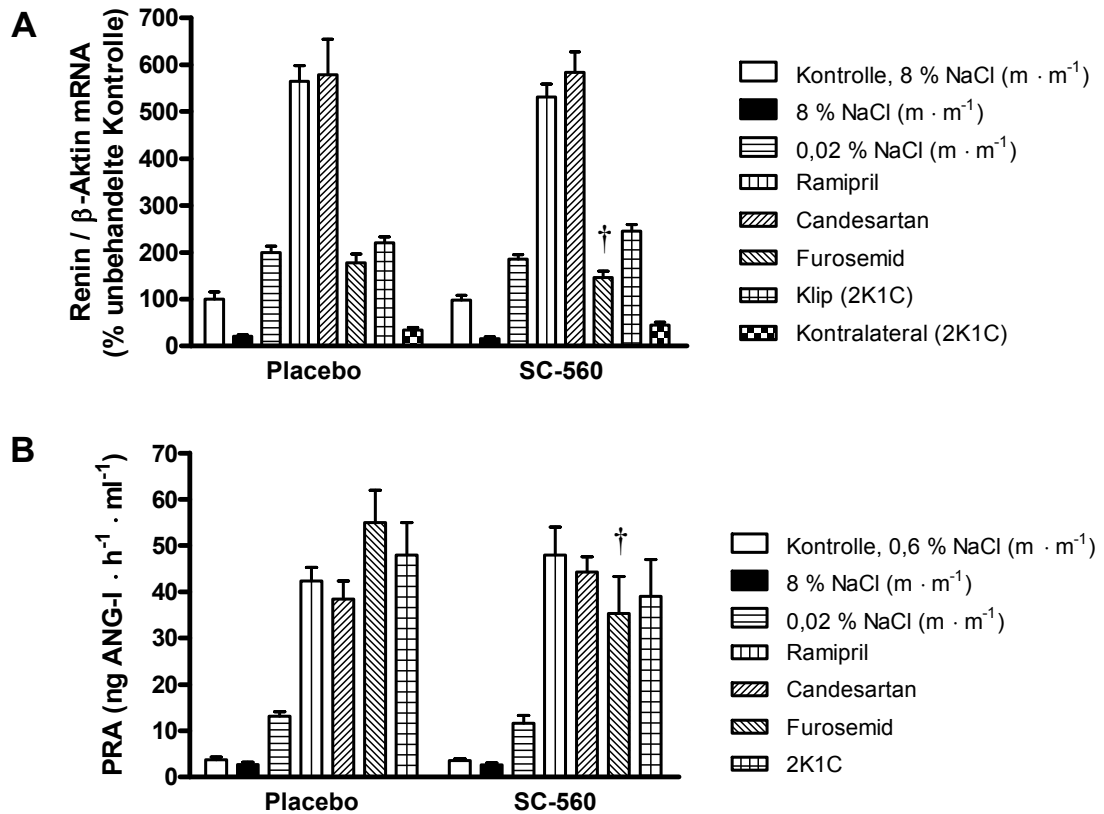 A
Renin / β-Aktin mRNA
(% unbehandelte Kontrolle)
700
600
500
400
300
200
100
0
†
Placebo
SC-560
Kontrolle, 8 % NaCl (m · m⁻¹)
8 % NaCl (m · m⁻¹)
0,02 % NaCl (m · m⁻¹)
Ramipril
Candesartan
Furosemid
Klip (2K1C)
Kontralateral (2K1C)
B
PRA (ng ANG-I · h⁻¹ · ml⁻¹)
70
60
50
40
30
20
10
0
†
Placebo
SC-560
Kontrolle, 0,6 % NaCl (m · m⁻¹)
8 % NaCl (m · m⁻¹)
0,02 % NaCl (m · m⁻¹)
Ramipril
Candesartan
Furosemid
2K1C